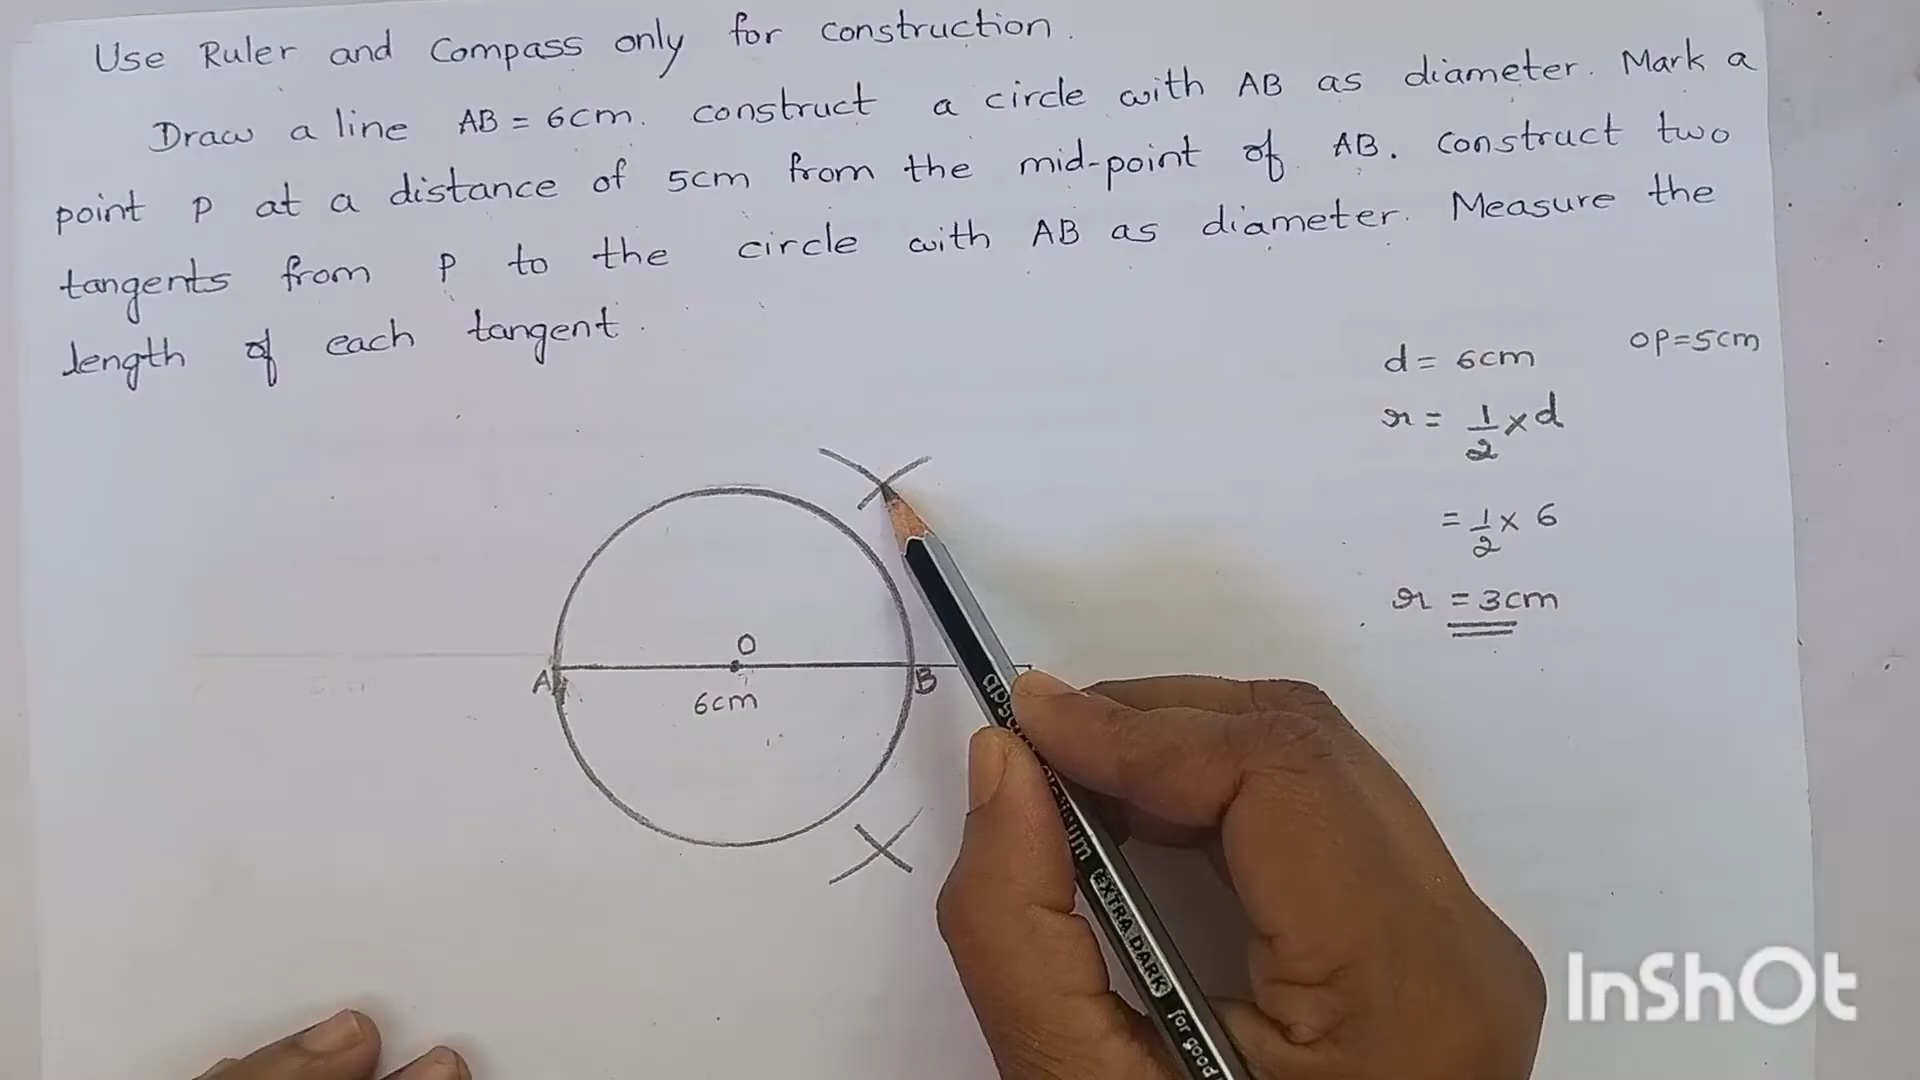 Use Ruler and Compass only for construction.
Draw a line AB = 6cm. construct a circle with AB as diameter. Mark a
point P at a distance of 5cm from the mid-point of AB. Construct two
tangents from P to the circle with AB as diameter. Measure the
length of each tangent.
d = 6cm
OP=5cm
r = 1/2 × d
= 1/2 × 6
r = 3cm
O
A
B
6cm
apsara
EXTRA DARK
for good
InShOt